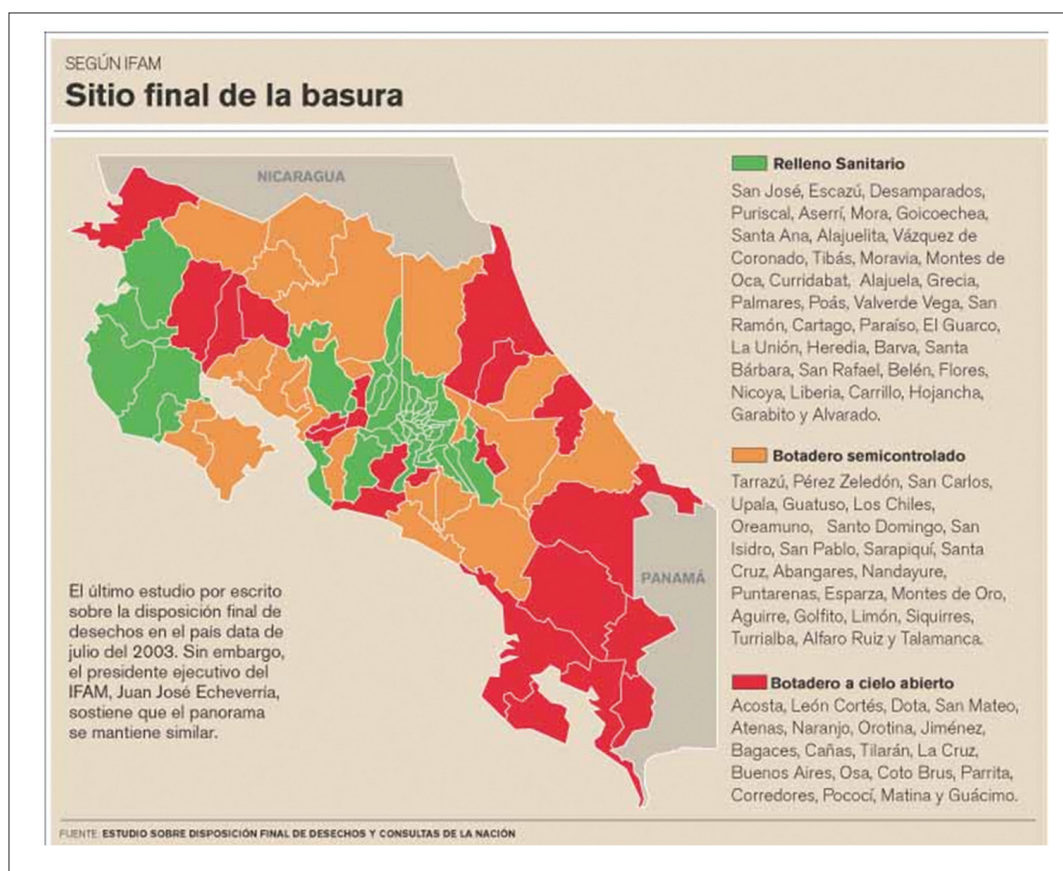 SEGÚN IFAM
Sitio final de la basura
NICARAGUA
PANAMÁ
El último estudio por escrito
sobre la disposición final de
desechos en el país data de
julio del 2003. Sin embargo,
el presidente ejecutivo del
IFAM, Juan José Echeverría,
sostiene que el panorama
se mantiene similar.
Relleno Sanitario
San José, Escazú, Desamparados,
Puriscal, Aserrí, Mora, Goicoechea,
Santa Ana, Alajuelita, Vázquez de
Coronado, Tibás, Moravia, Montes de
Oca, Curridabat, Alajuela, Grecia,
Palmares, Poás, Valverde Vega, San
Ramón, Cartago, Paraíso, El Guarco,
La Unión, Heredia, Barva, Santa
Bárbara, San Rafael, Belén, Flores,
Nicoya, Liberia, Carrillo, Hojancha,
Garabito y Alvarado.
Botadero semicontrolado
Tarrazú, Pérez Zeledón, San Carlos,
Upala, Guatuso, Los Chiles,
Oreamuno, Santo Domingo, San
Isidro, San Pablo, Sarapiquí, Santa
Cruz, Abangares, Nandayure,
Puntarenas, Esparza, Montes de Oro,
Aguirre, Golfito, Limón, Siquirres,
Turrialba, Alfaro Ruiz y Talamanca.
Botadero a cielo abierto
Acosta, León Cortés, Dota, San Mateo,
Atenas, Naranjo, Orotina, Jiménez,
Bagaces, Cañas, Tilarán, La Cruz,
Buenos Aires, Osa, Coto Brus, Parrita,
Corredores, Pococí, Matina y Guácimo.
FUENTE: ESTUDIO SOBRE DISPOSICIÓN FINAL DE DESECHOS Y CONSULTAS DE LA NACIÓN